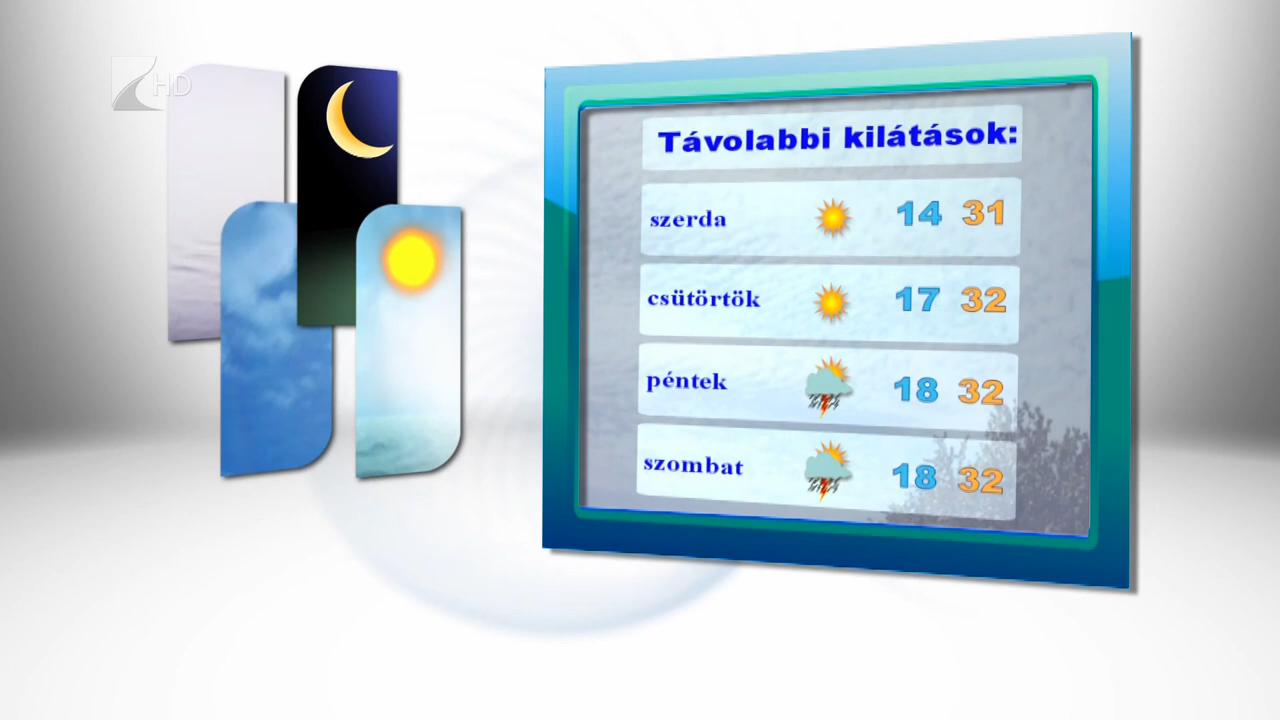 HD
Távolabbi kilátások:
szerda 14 31
csütörtök 17 32
péntek 18 32
szombat 18 32